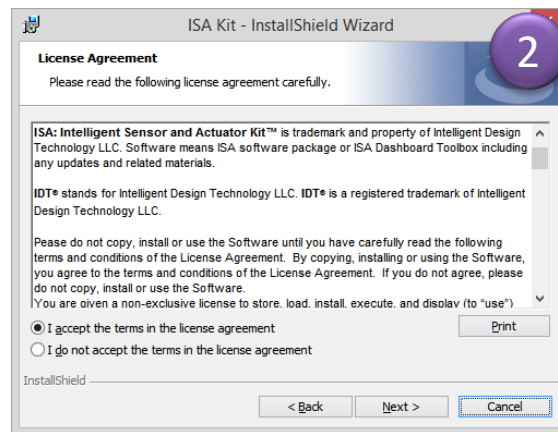 ISA Kit - InstallShield Wizard
2
License Agreement
Please read the following license agreement carefully.
ISA: Intelligent Sensor and Actuator Kit™ is trademark and property of Intelligent Design
Technology LLC. Software means ISA software package or ISA Dashboard Toolbox including
any updates and related materials.
IDT® stands for Intelligent Design Technology LLC. IDT® is a registered trademark of Intelligent
Design Technology LLC.
Pease do not copy, install or use the Software until you have carefully read the following
terms and conditions of the License Agreement. By copying, installing or using the Software,
you agree to the terms and conditions of the License Agreement. If you do not agree, please
do not copy, install or use the Software.
You are given a non-exclusive license to store, load, install, execute, and display (to “use”)
I accept the terms in the license agreement
Print
I do not accept the terms in the license agreement
InstallShield
< Back
Next >
Cancel